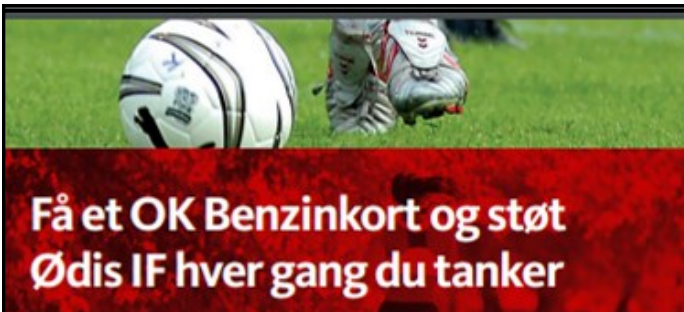 Få et OK Benzinkort og støt
Ødis IF hver gang du tanker